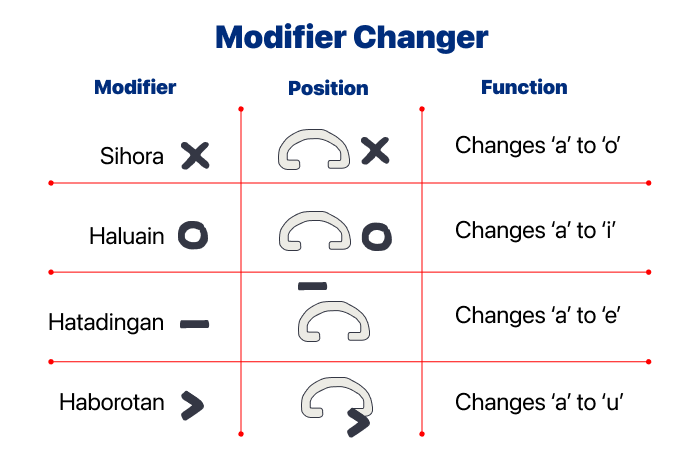 Modifier Changer
Modifier Position Function
Sihora Changes ‘a’ to ‘o’
Haluain Changes ‘a’ to ‘i’
Hatadingan Changes ‘a’ to ‘e’
Haborotan Changes ‘a’ to ‘u’